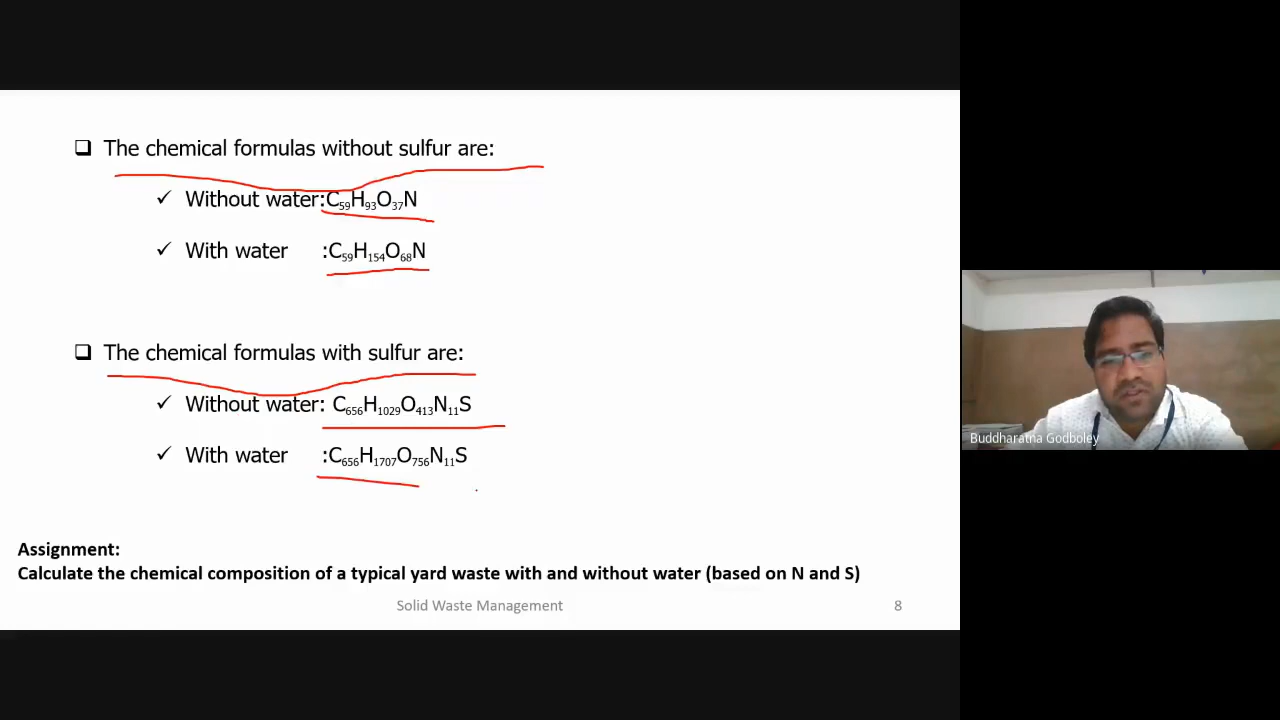 ❑ The chemical formulas without sulfur are:
✓ Without water:C₅₉H₉₃O₃₇N
✓ With water :C₅₉H₁₅₄O₆₈N
❑ The chemical formulas with sulfur are:
✓ Without water: C₆₅₆H₁₀₂₉O₄₁₃N₁₁S
✓ With water :C₆₅₆H₁₇₀₇O₇₅₆N₁₁S
Assignment:
Calculate the chemical composition of a typical yard waste with and without water (based on N and S)
Solid Waste Management 8
Buddharatna Godboley